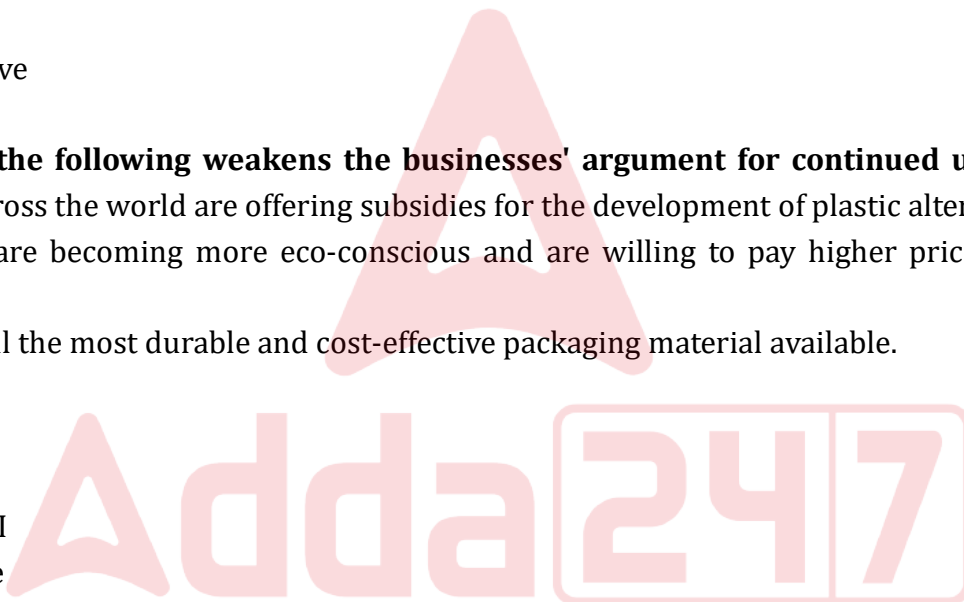 ve
the following weakens the businesses' argument for continued u
ross the world are offering subsidies for the development of plastic alter
are becoming more eco-conscious and are willing to pay higher pric
l the most durable and cost-effective packaging material available.
I
e
Adda247